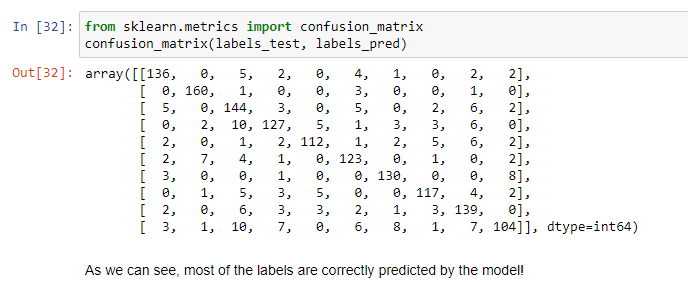 In [32]: from sklearn.metrics import confusion_matrix
confusion_matrix(labels_test, labels_pred)
Out[32]: array([[136,   0,   5,   2,   0,   4,   1,   0,   2,   2],
[  0, 160,   1,   0,   0,   3,   0,   0,   1,   0],
[  5,   0, 144,   3,   0,   5,   0,   2,   6,   2],
[  0,   2,  10, 127,   5,   1,   3,   3,   6,   0],
[  2,   0,   1,   2, 112,   1,   2,   5,   6,   2],
[  2,   7,   4,   1,   0, 123,   0,   1,   0,   2],
[  3,   0,   0,   1,   0,   0, 130,   0,   0,   8],
[  0,   1,   5,   3,   5,   0,   0, 117,   4,   2],
[  2,   0,   6,   3,   3,   2,   1,   3, 139,   0],
[  3,   1,  10,   7,   0,   6,   8,   1,   7, 104]], dtype=int64)
As we can see, most of the labels are correctly predicted by the model!